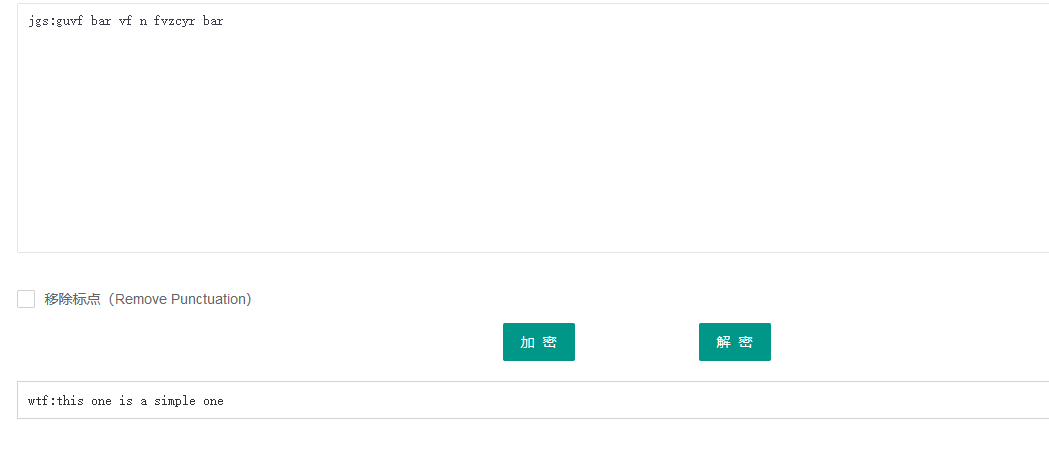 jgs:guvf bar vf n fvzcyr bar
移除标点（Remove Punctuation）
加 密 解 密
wtf:this one is a simple one